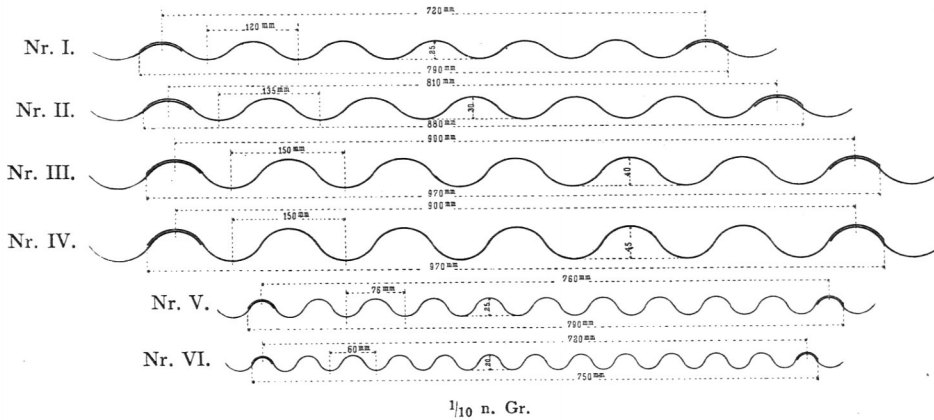 720 mm
120 mm
Nr. I.
25
790 mm
810 mm
135 mm
Nr. II.
30
880 mm
900 mm
150 mm
Nr. III.
40
970 mm
900 mm
150 mm
Nr. IV.
45
970 mm
760 mm
76 mm
Nr. V.
25
790 mm
720 mm
60 mm
Nr. VI.
20
750 mm
1/10 n. Gr.